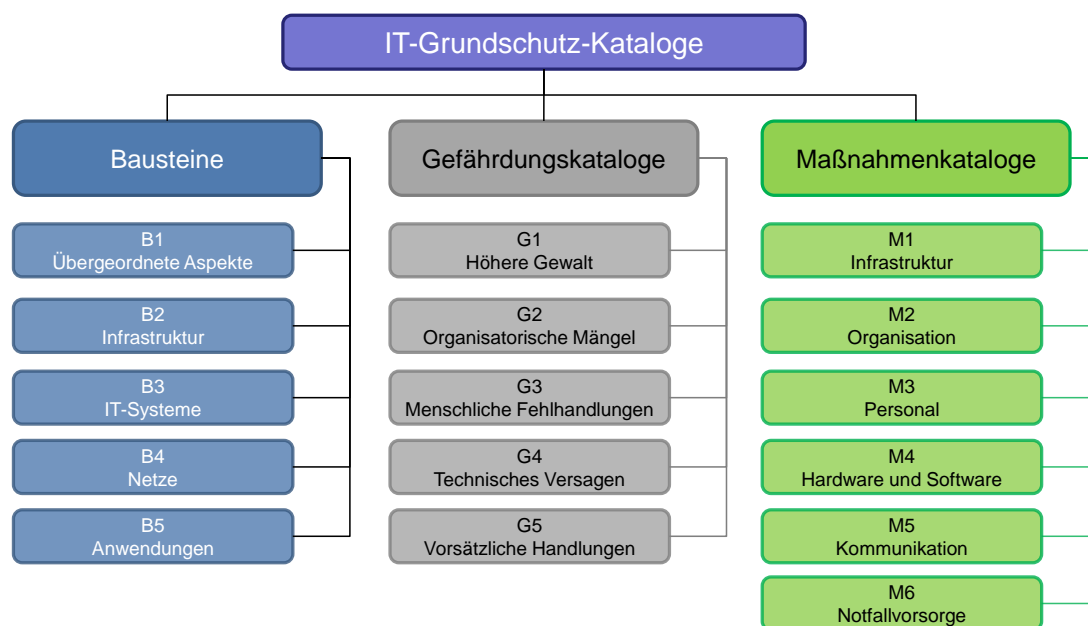 IT-Grundschutz-Kataloge
Bausteine
B1
Übergeordnete Aspekte
B2
Infrastruktur
B3
IT-Systeme
B4
Netze
B5
Anwendungen
Gefährdungskataloge
G1
Höhere Gewalt
G2
Organisatorische Mängel
G3
Menschliche Fehlhandlungen
G4
Technisches Versagen
G5
Vorsätzliche Handlungen
Maßnahmenkataloge
M1
Infrastruktur
M2
Organisation
M3
Personal
M4
Hardware und Software
M5
Kommunikation
M6
Notfallvorsorge